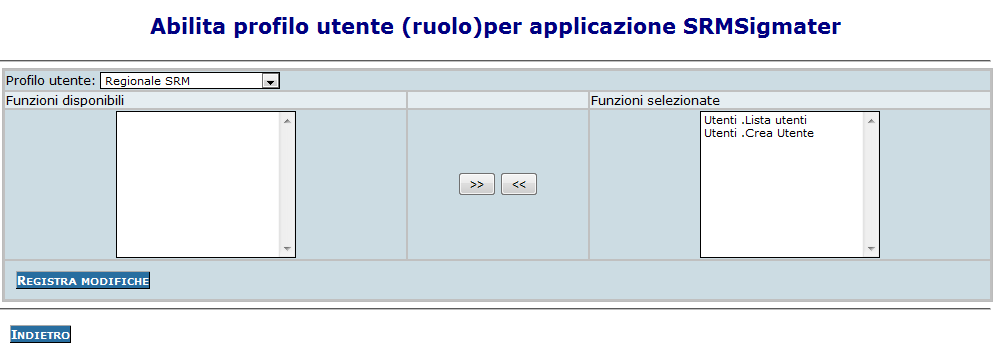 Abilita profilo utente (ruolo)per applicazione SRMSigmater
Profilo utente: Regionale SRM
Funzioni disponibili
Funzioni selezionate
Utenti .Lista utenti
Utenti .Crea Utente
>> <<
Registra modifiche
Indietro